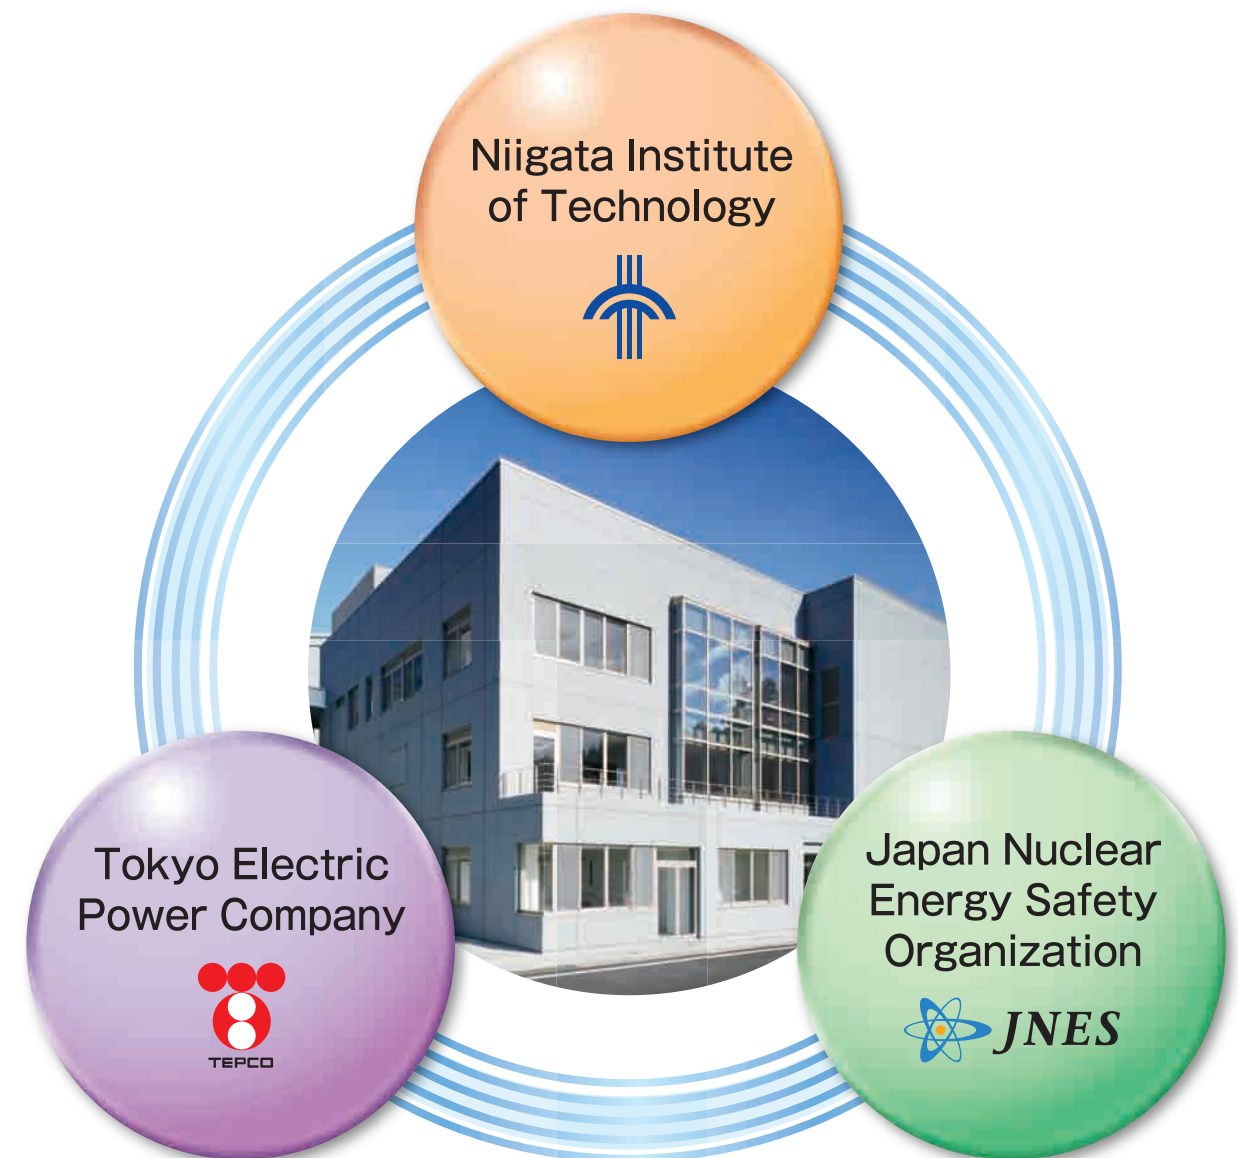 Niigata Institute
of Technology
Tokyo Electric
Power Company
TEPCO
Japan Nuclear
Energy Safety
Organization
JNES